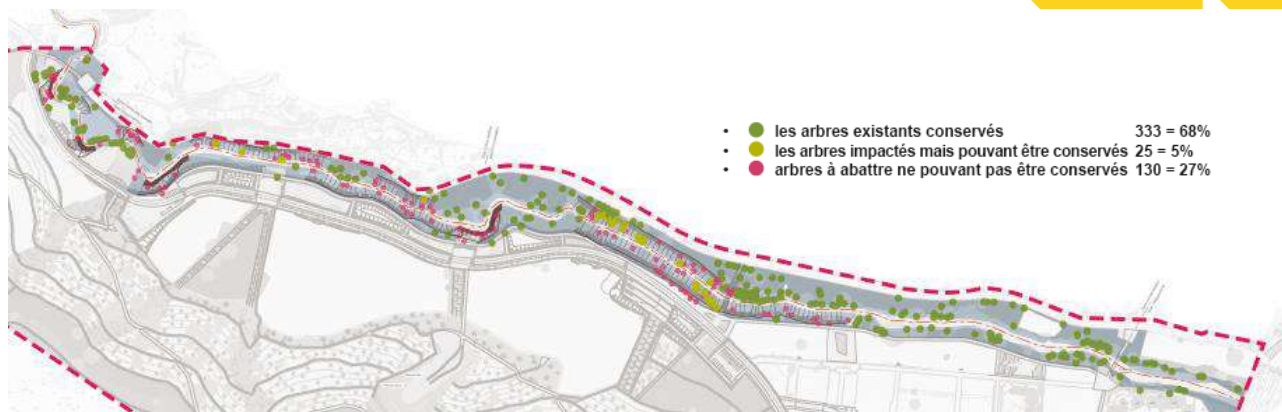 • les arbres existants conservés 333 = 68%
• les arbres impactés mais pouvant être conservés 25 = 5%
• arbres à abattre ne pouvant pas être conservés 130 = 27%